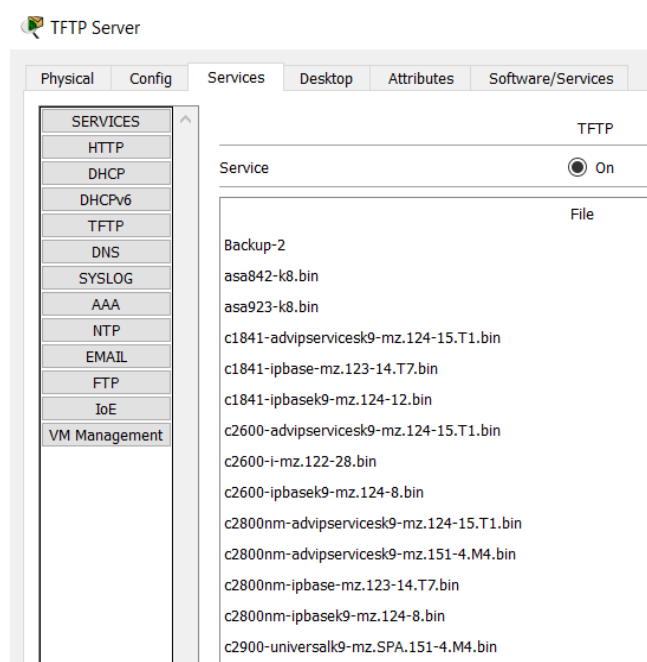 TFTP Server
Physical Config Services Desktop Attributes Software/Services
SERVICES
HTTP
DHCP
DHCPv6
TFTP
DNS
SYSLOG
AAA
NTP
EMAIL
FTP
IoE
VM Management
TFTP
Service On
File
Backup-2
asa842-k8.bin
asa923-k8.bin
c1841-advipservicesk9-mz.124-15.T1.bin
c1841-ipbase-mz.123-14.T7.bin
c1841-ipbasek9-mz.124-12.bin
c2600-advipservicesk9-mz.124-15.T1.bin
c2600-i-mz.122-28.bin
c2600-ipbasek9-mz.124-8.bin
c2800nm-advipservicesk9-mz.124-15.T1.bin
c2800nm-advipservicesk9-mz.151-4.M4.bin
c2800nm-ipbase-mz.123-14.T7.bin
c2800nm-ipbasek9-mz.124-8.bin
c2900-universalk9-mz.SPA.151-4.M4.bin